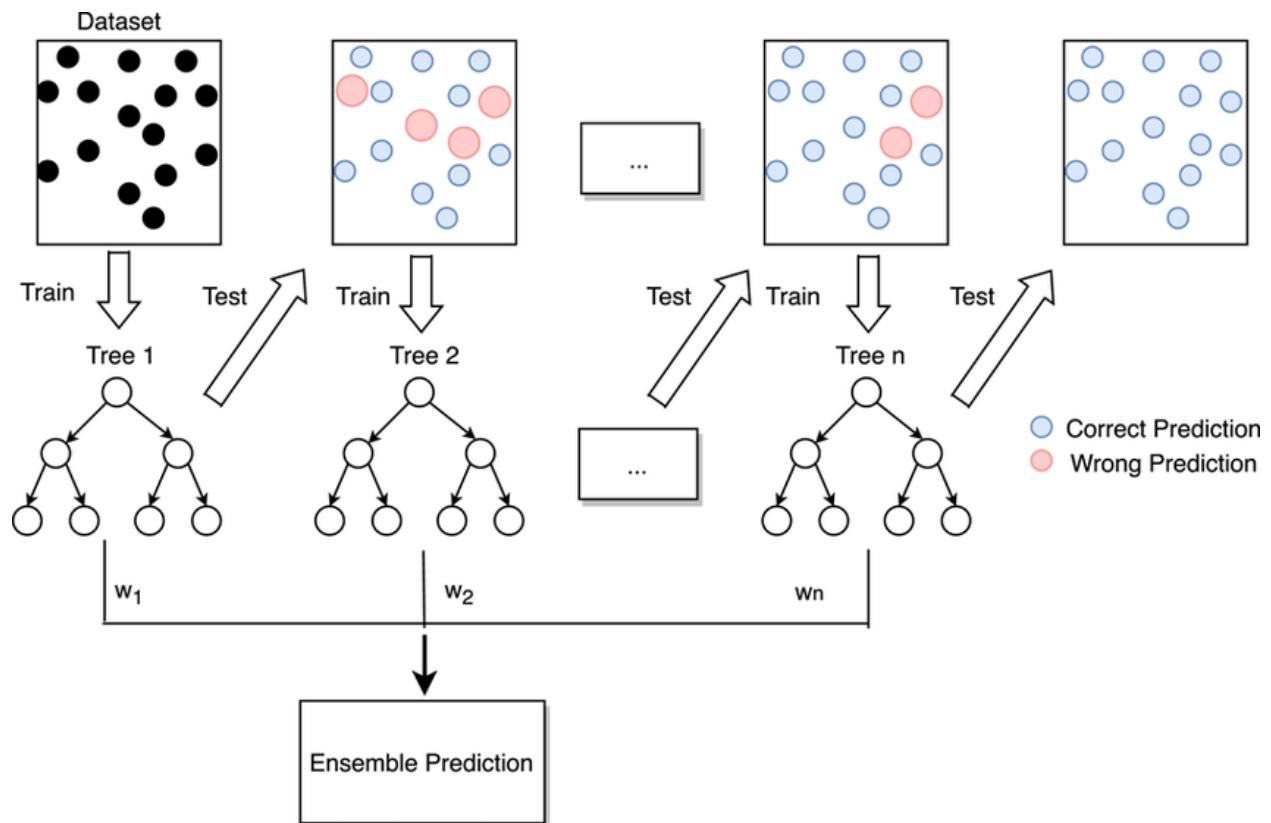 Dataset
...
Train
Test
Train
Test
Train
Test
Tree 1
Tree 2
Tree n
Correct Prediction
Wrong Prediction
...
w1
w2
wn
Ensemble Prediction